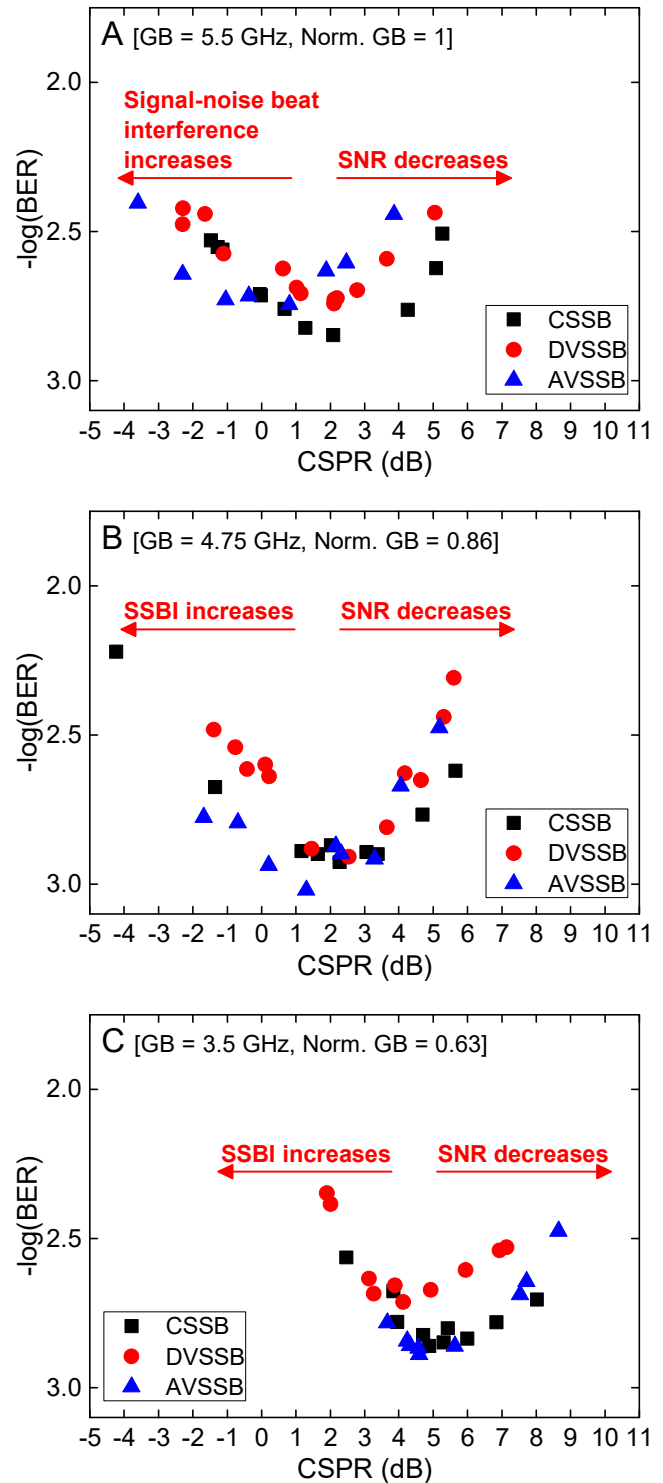 A [GB = 5.5 GHz, Norm. GB = 1]
2.0
Signal-noise beat
interference
increases
SNR decreases
-log(BER)
2.5
CSSB
DVSSB
AVSSB
3.0
-5 -4 -3 -2 -1 0 1 2 3 4 5 6 7 8 9 10 11
CSPR (dB)
B [GB = 4.75 GHz, Norm. GB = 0.86]
2.0
SSBI increases SNR decreases
-log(BER)
2.5
CSSB
DVSSB
AVSSB
3.0
-5 -4 -3 -2 -1 0 1 2 3 4 5 6 7 8 9 10 11
CSPR (dB)
C [GB = 3.5 GHz, Norm. GB = 0.63]
2.0
SSBI increases SNR decreases
-log(BER)
2.5
CSSB
DVSSB
AVSSB
3.0
-5 -4 -3 -2 -1 0 1 2 3 4 5 6 7 8 9 10 11
CSPR (dB)